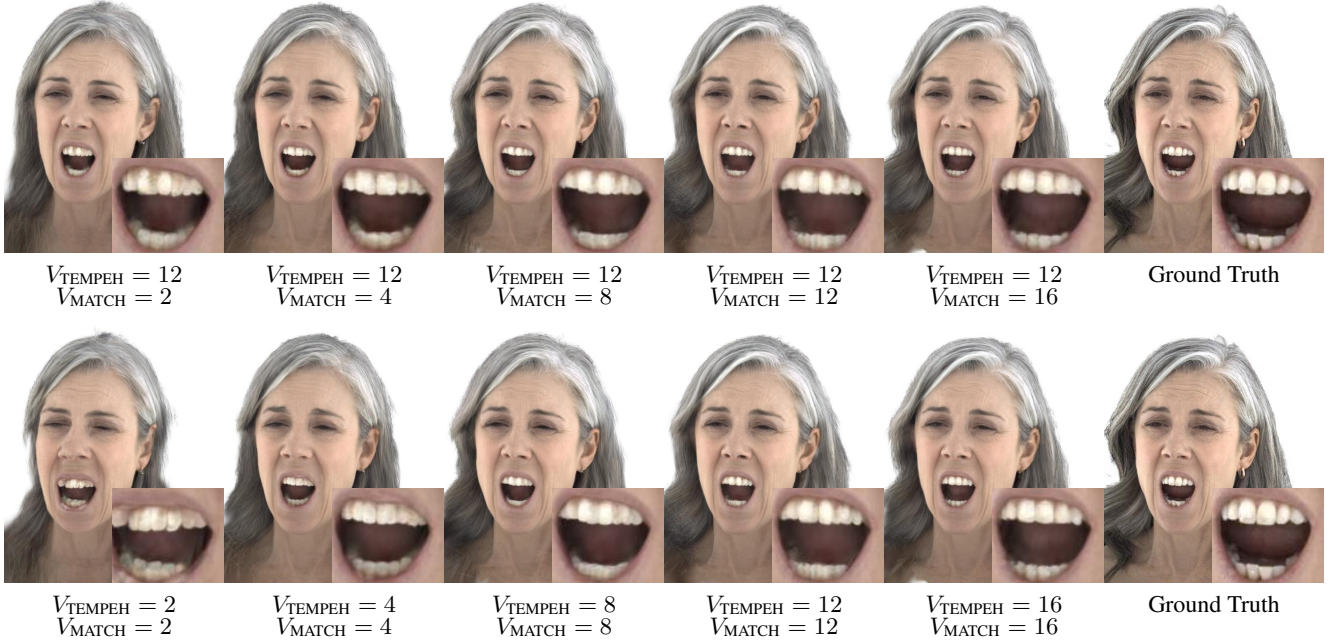 V_TEMPEH = 12 V_TEMPEH = 12 V_TEMPEH = 12 V_TEMPEH = 12 V_TEMPEH = 12 Ground Truth
V_MATCH = 2 V_MATCH = 4 V_MATCH = 8 V_MATCH = 12 V_MATCH = 16
V_TEMPEH = 2 V_TEMPEH = 4 V_TEMPEH = 8 V_TEMPEH = 12 V_TEMPEH = 16 Ground Truth
V_MATCH = 2 V_MATCH = 4 V_MATCH = 8 V_MATCH = 12 V_MATCH = 16